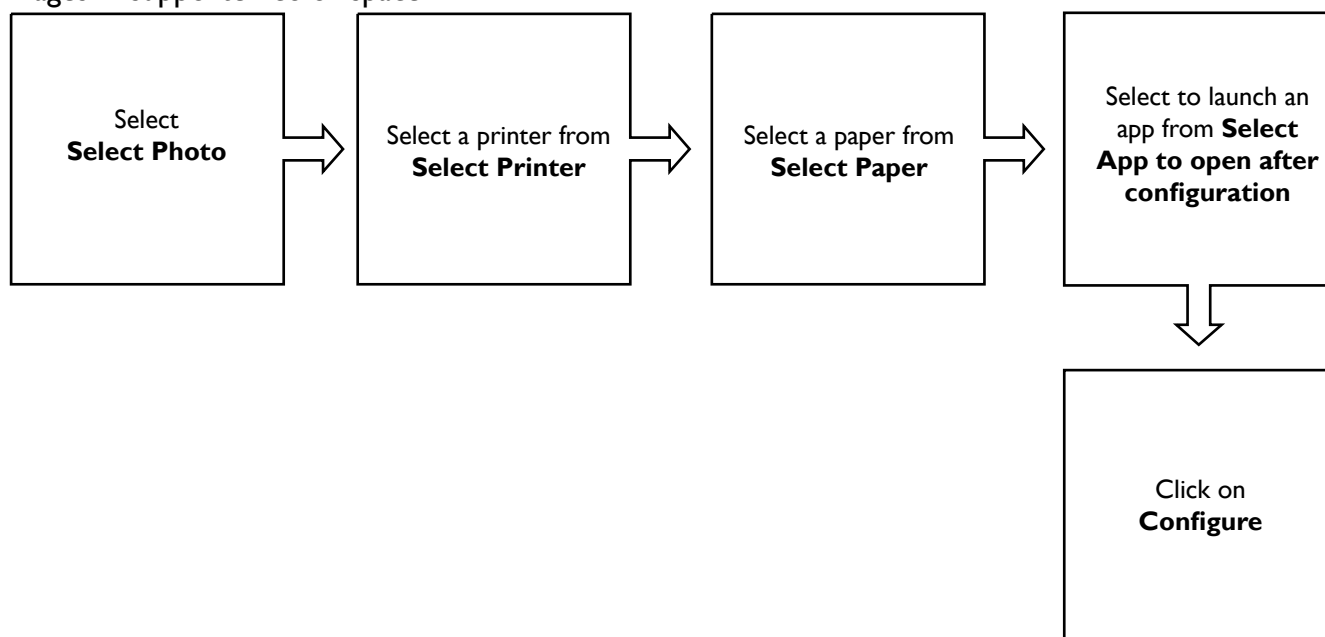 Select
Select Photo
Select a printer from
Select Printer
Select a paper from
Select Paper
Select to launch an
app from Select
App to open after
configuration
Click on
Configure